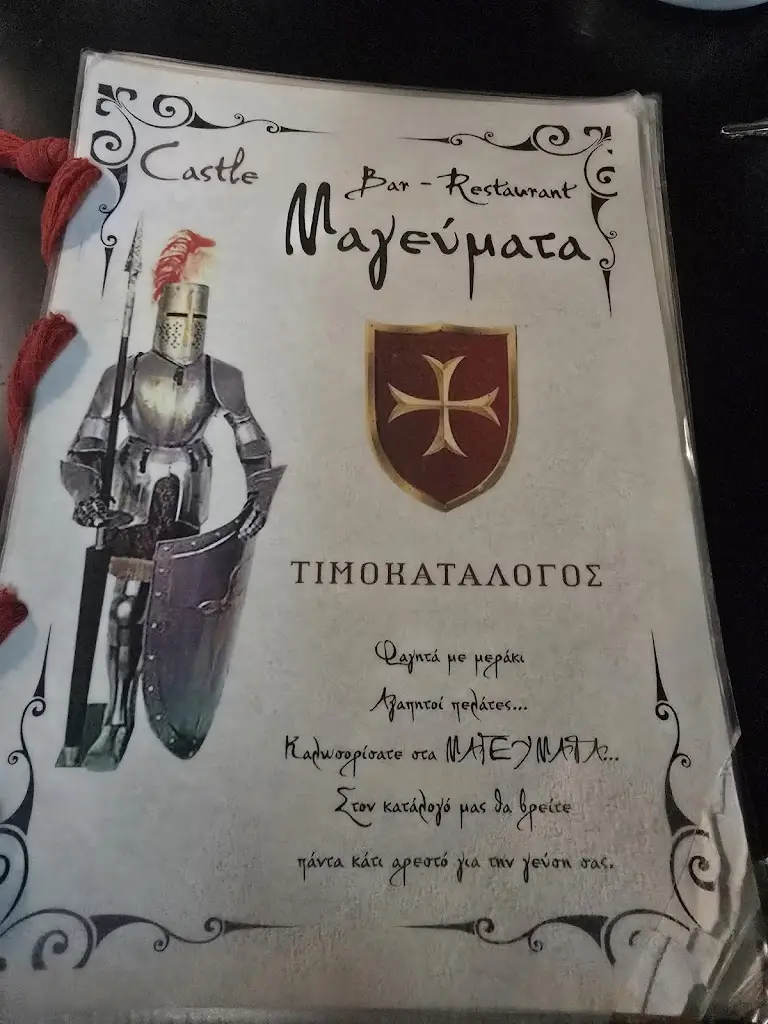 Castle
Bar - Restaurant
Μαγεύματα
ΤΙΜΟΚΑΤΑΛΟΓΟΣ
Φαγητά με μεράκι
Αγαπητοί πελάτες...
Καλωσορίσατε στα ΜΑΓΕΥΜΑΤΑ...
Στον κατάλογό μας θα βρείτε
πάντα κάτι αρεστό για την γεύση σας.